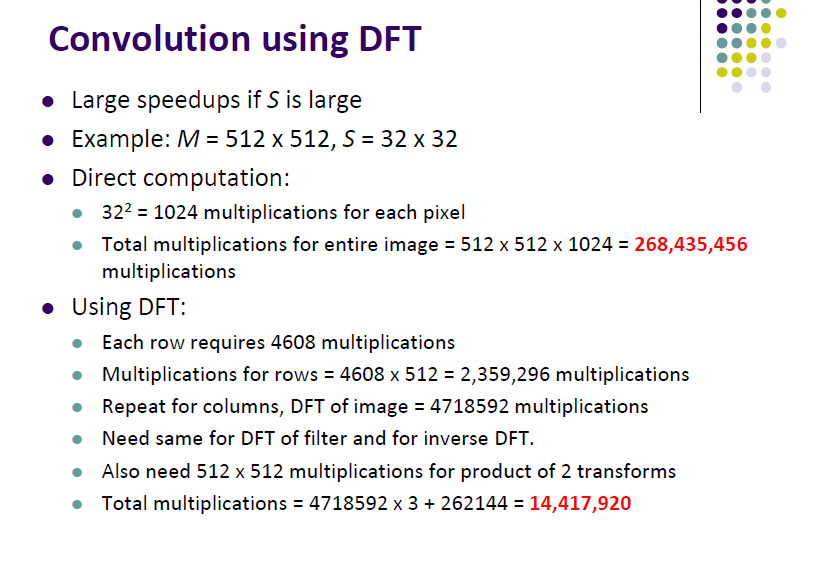 Convolution using DFT
Large speedups if S is large
Example: M = 512 x 512, S = 32 x 32
Direct computation:
32² = 1024 multiplications for each pixel
Total multiplications for entire image = 512 x 512 x 1024 = 268,435,456
multiplications
Using DFT:
Each row requires 4608 multiplications
Multiplications for rows = 4608 x 512 = 2,359,296 multiplications
Repeat for columns, DFT of image = 4718592 multiplications
Need same for DFT of filter and for inverse DFT.
Also need 512 x 512 multiplications for product of 2 transforms
Total multiplications = 4718592 x 3 + 262144 = 14,417,920